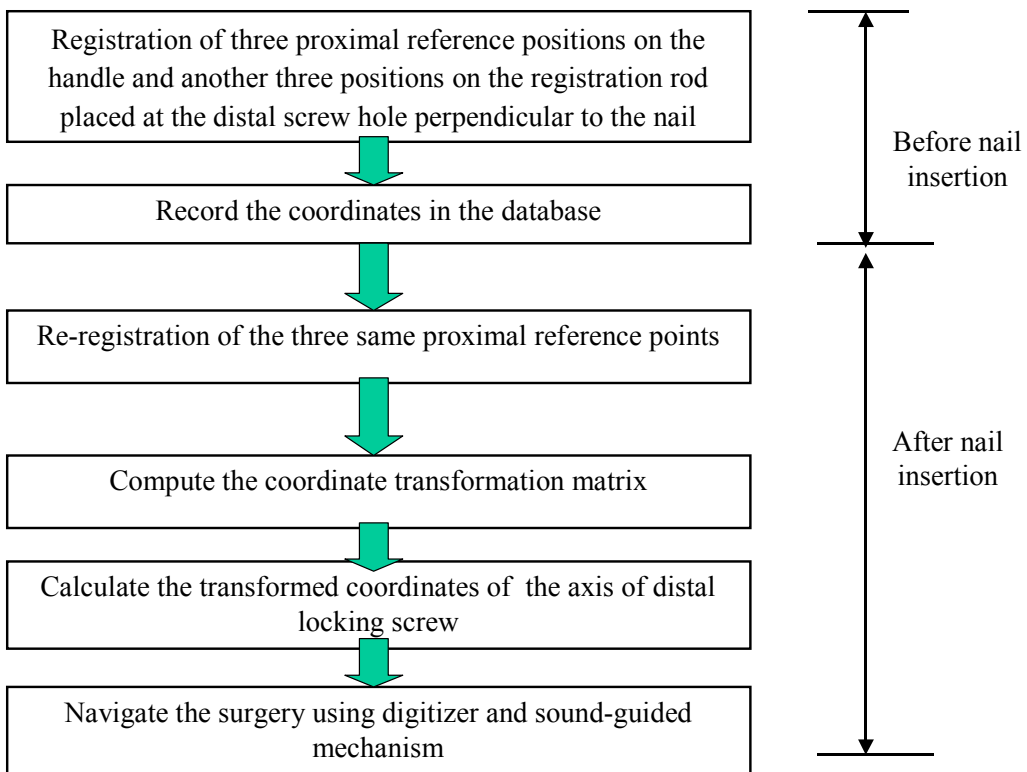 Registration of three proximal reference positions on the
handle and another three positions on the registration rod
placed at the distal screw hole perpendicular to the nail
Before nail
insertion
Record the coordinates in the database
Re-registration of the three same proximal reference points
After nail
insertion
Compute the coordinate transformation matrix
Calculate the transformed coordinates of the axis of distal
locking screw
Navigate the surgery using digitizer and sound-guided
mechanism